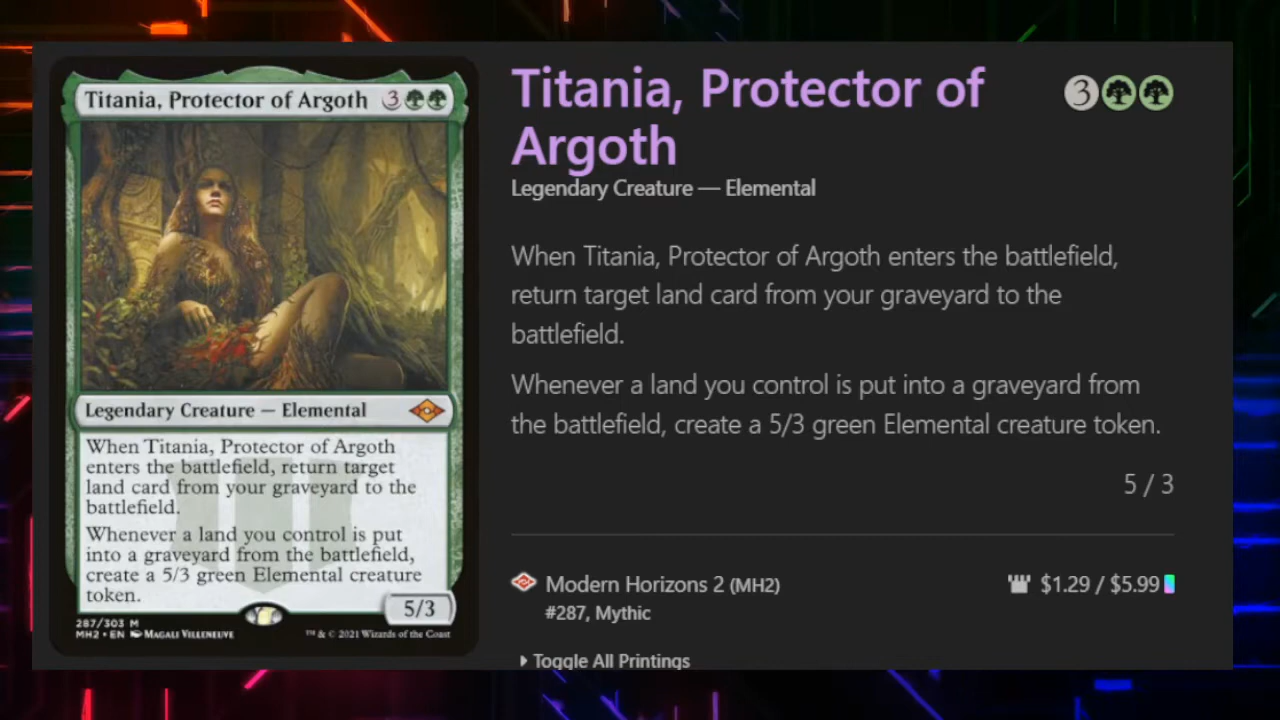 Titania, Protector of Argoth 3
When Titania, Protector of Argoth
enters the battlefield, return target
land card from your graveyard to the
battlefield.
Whenever a land you control is put
into a graveyard from the battlefield,
create a 5/3 green Elemental creature
token.
Legendary Creature — Elemental
5/3
287/303 M
MH2 • EN Magali Villeneuve
™ & © 2021 Wizards of the Coast
Titania, Protector of
Argoth
3
Legendary Creature — Elemental
When Titania, Protector of Argoth enters the battlefield,
return target land card from your graveyard to the
battlefield.
Whenever a land you control is put into a graveyard from
the battlefield, create a 5/3 green Elemental creature token.
5 / 3
Modern Horizons 2 (MH2)
#287, Mythic
$1.29 / $5.99
Toggle All Printings